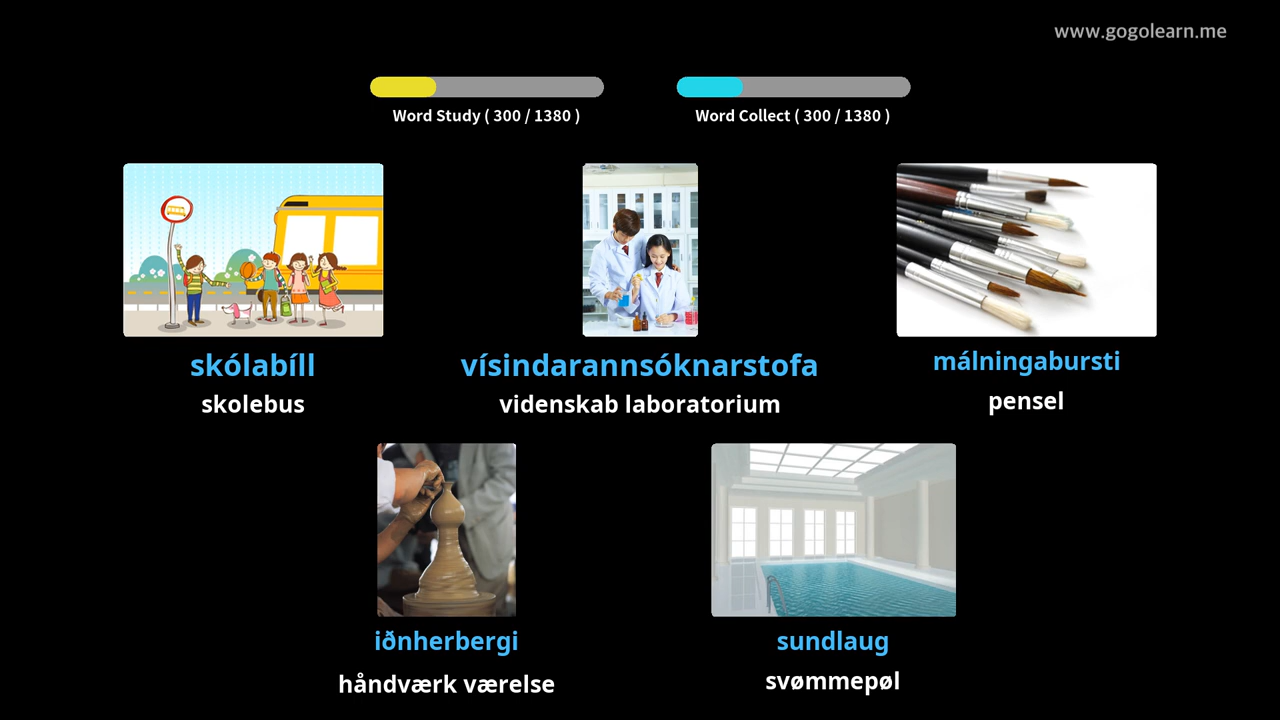 www.gogolearn.me
Word Study ( 300 / 1380 )
Word Collect ( 300 / 1380 )
skólabíll
skolebus
vísindarannsóknarstofa
videnskab laboratorium
málningabursti
pensel
iðnherbergi
håndværk værelse
sundlaug
svømmepøl